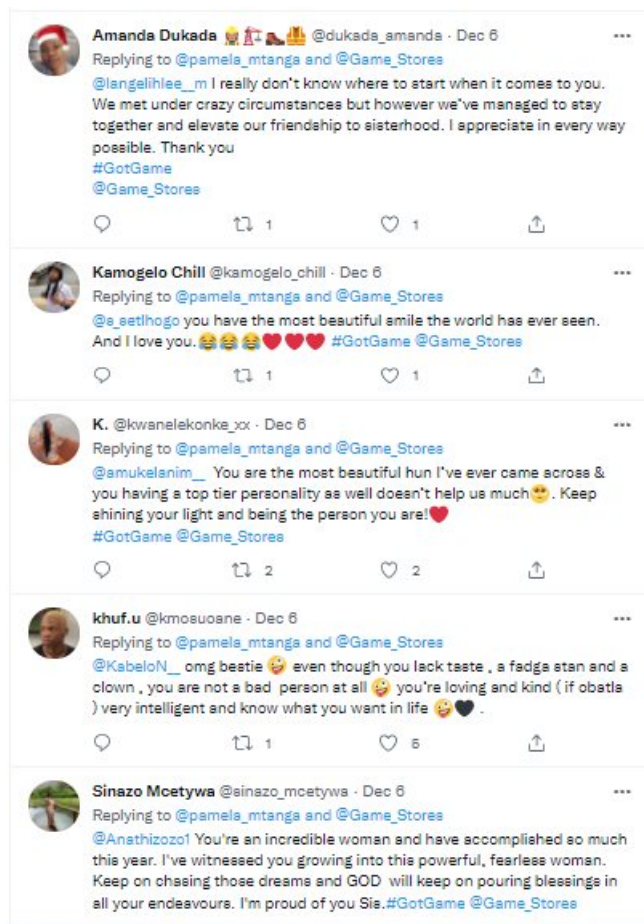 Amanda Dukada 👷🏗🥾🦺 @dukada_amanda · Dec 6
Replying to @pamela_mtanga and @Game_Stores
@langelihlee__m I really don't know where to start when it comes to you.
We met under crazy circumstances but however we've managed to stay
together and elevate our friendship to sisterhood. I appreciate in every way
possible. Thank you
#GotGame
@Game_Stores
1 1
Kamogelo Chill @kamogelo_chill · Dec 6
Replying to @pamela_mtanga and @Game_Stores
@s_setlhogo you have the most beautiful smile the world has ever seen.
And I love you.😂😂😂❤❤❤ #GotGame @Game_Stores
1 1
K. @kwanelekonke_xx · Dec 6
Replying to @pamela_mtanga and @Game_Stores
@amukelanim__ You are the most beautiful hun I've ever came across &
you having a top tier personality as well doesn't help us much🥺. Keep
shining your light and being the person you are!❤
#GotGame @Game_Stores
2 2
khuf.u @kmosuoane · Dec 6
Replying to @pamela_mtanga and @Game_Stores
@KabeloN__ omg bestie 🤪 even though you lack taste , a fadga stan and a
clown , you are not a bad person at all 🤪 you're loving and kind ( if obatla
) very intelligent and know what you want in life 🤪🖤 .
1 5
Sinazo Mcetywa @sinazo_mcetywa · Dec 6
Replying to @pamela_mtanga and @Game_Stores
@Anathizozo1 You're an incredible woman and have accomplished so much
this year. I've witnessed you growing into this powerful, fearless woman.
Keep on chasing those dreams and GOD will keep on pouring blessings in
all your endeavours. I'm proud of you Sis.#GotGame @Game_Stores